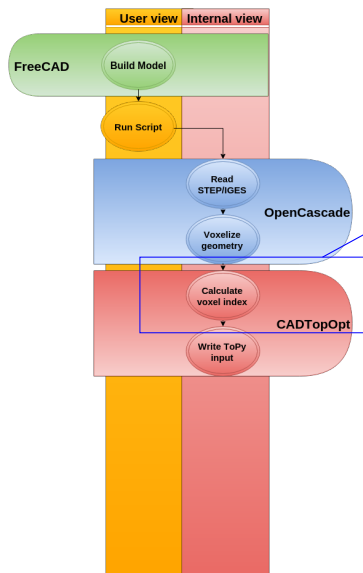 User view Internal view
FreeCAD
Build Model
Run Script
Read
STEP/IGES
OpenCascade
Voxelize
geometry
Calculate
voxel index
CADTopOpt
Write ToPy
input